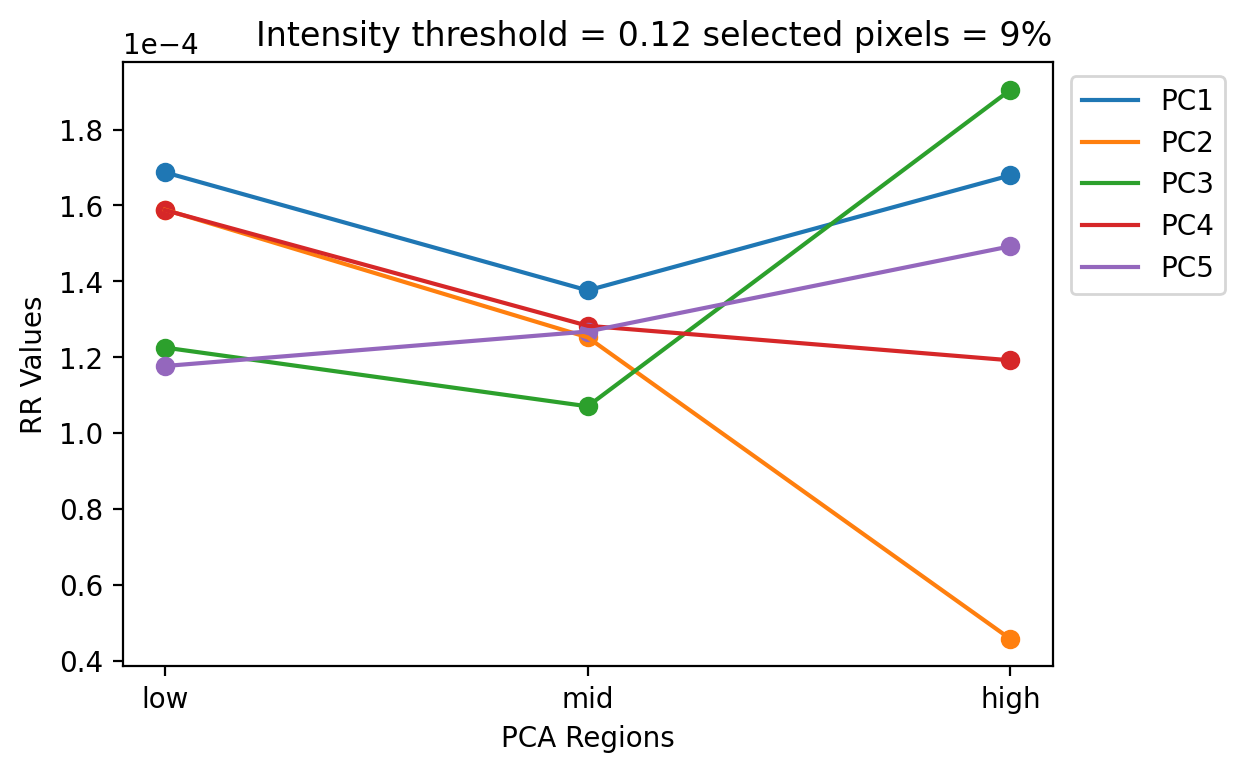 Intensity threshold = 0.12 selected pixels = 9%
1e−4
1.8
1.6
1.4
1.2
1.0
0.8
0.6
0.4
RR Values
low
mid
high
PCA Regions
PC1
PC2
PC3
PC4
PC5